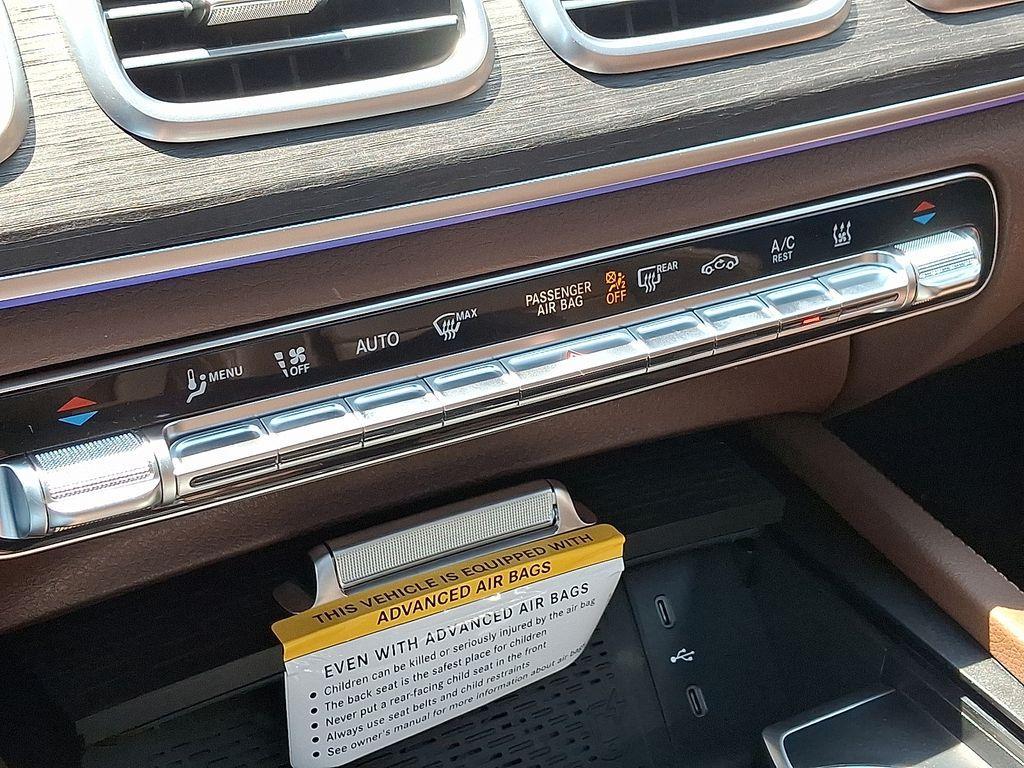 MENU
OFF
AUTO
MAX
PASSENGER
AIR BAG
2
OFF
REAR
A/C
REST
THIS VEHICLE IS EQUIPPED WITH
ADVANCED AIR BAGS
EVEN WITH ADVANCED AIR BAGS
• Children can be killed or seriously injured by the air bag
• The back seat is the safest place for children
• Never put a rear-facing child seat in the front
• Always use seat belts and child restraints
• See owner's manual for more information about air bags